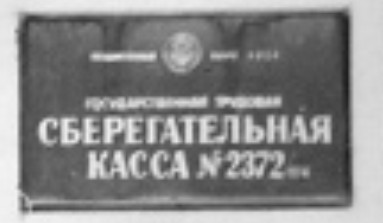 ГОСУДАРСТВЕННАЯ ТРУДОВАЯ
СБЕРЕГАТЕЛЬНАЯ
КАССА №2372